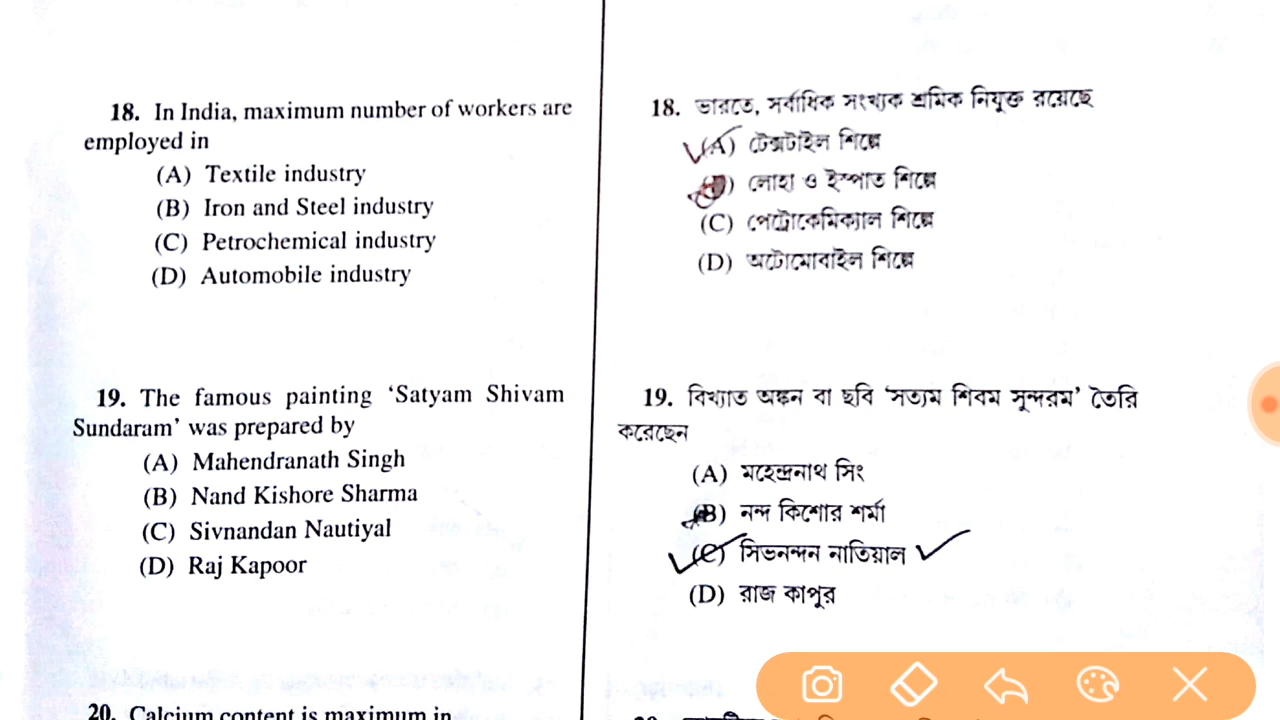 18. In India, maximum number of workers are
employed in
(A) Textile industry
(B) Iron and Steel industry
(C) Petrochemical industry
(D) Automobile industry
19. The famous painting ‘Satyam Shivam
Sundaram’ was prepared by
(A) Mahendranath Singh
(B) Nand Kishore Sharma
(C) Sivnandan Nautiyal
(D) Raj Kapoor
20. Calcium content is maximum in
18. ভারতে, সর্বাধিক সংখ্যক শ্রমিক নিযুক্ত রয়েছে
(A) টেক্সটাইল শিল্পে
লোহা ও ইস্পাত শিল্পে
(C) পেট্রোকেমিক্যাল শিল্পে
(D) অটোমোবাইল শিল্পে
19. বিখ্যাত অঙ্কন বা ছবি ‘সত্যম শিবম সুন্দরম’ তৈরি
করেছেন
(A) মহেন্দ্রনাথ সিং
(B) নন্দ কিশোর শর্মা
(C) সিভনন্দন নাতিয়াল
(D) রাজ কাপুর